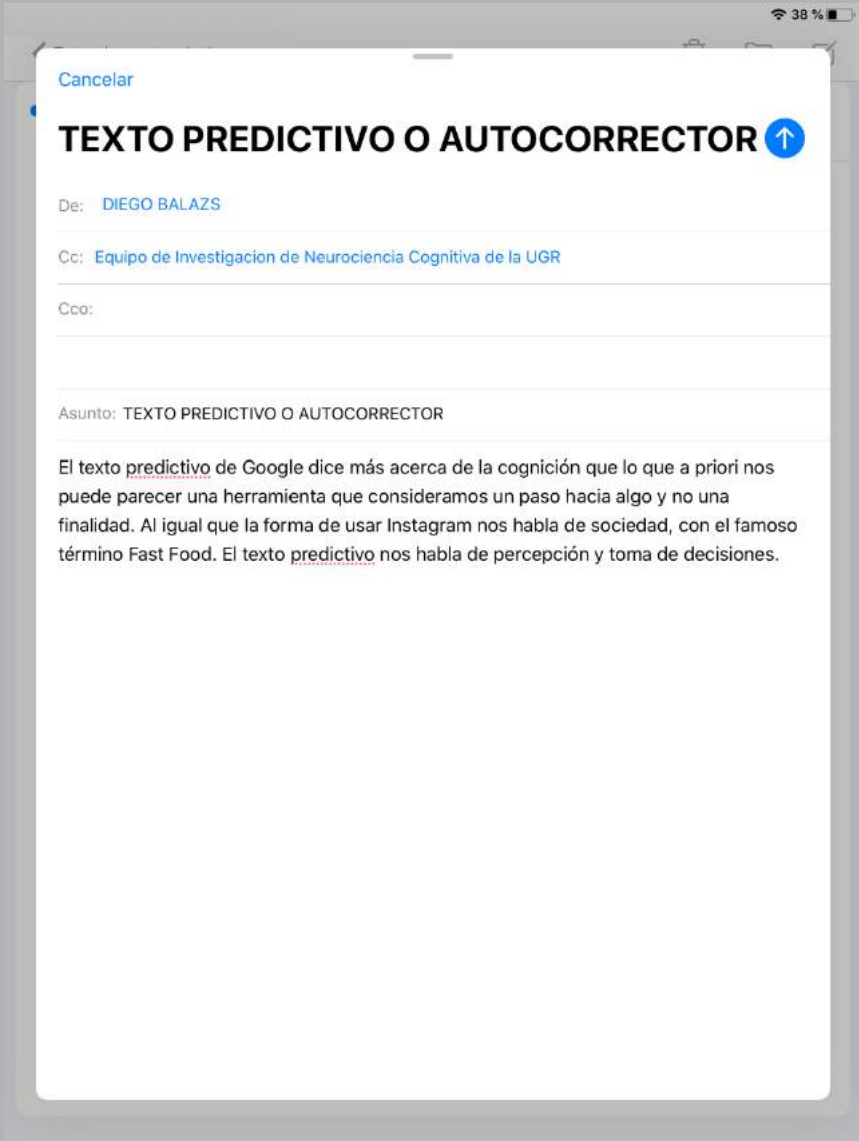 38 %
Cancelar
TEXTO PREDICTIVO O AUTOCORRECTOR
De: DIEGO BALAZS
Cc: Equipo de Investigacion de Neurociencia Cognitiva de la UGR
Cco:
Asunto: TEXTO PREDICTIVO O AUTOCORRECTOR
El texto predictivo de Google dice más acerca de la cognición que lo que a priori nos
puede parecer una herramienta que consideramos un paso hacia algo y no una
finalidad. Al igual que la forma de usar Instagram nos habla de sociedad, con el famoso
término Fast Food. El texto predictivo nos habla de percepción y toma de decisiones.